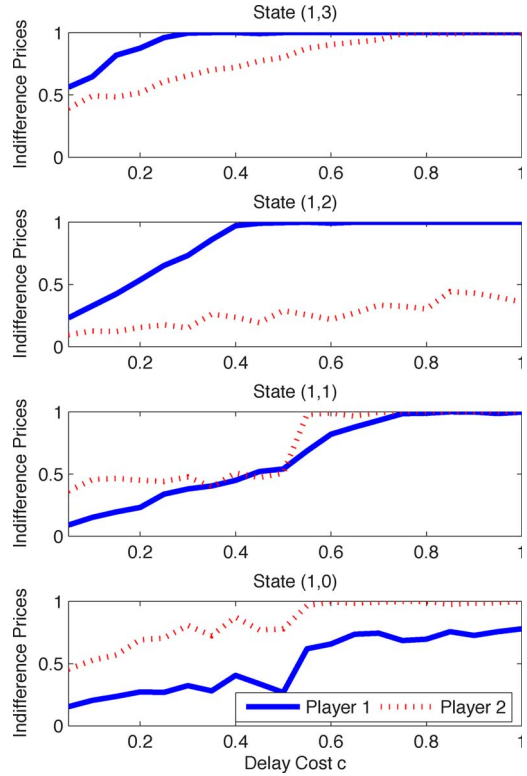 State (1,3)
Indifference Prices
1
0.5
0
0.2 0.4 0.6 0.8 1
State (1,2)
Indifference Prices
1
0.5
0
0.2 0.4 0.6 0.8 1
State (1,1)
Indifference Prices
1
0.5
0
0.2 0.4 0.6 0.8 1
State (1,0)
Indifference Prices
1
0.5
0
Player 1 Player 2
0.2 0.4 0.6 0.8 1
Delay Cost c